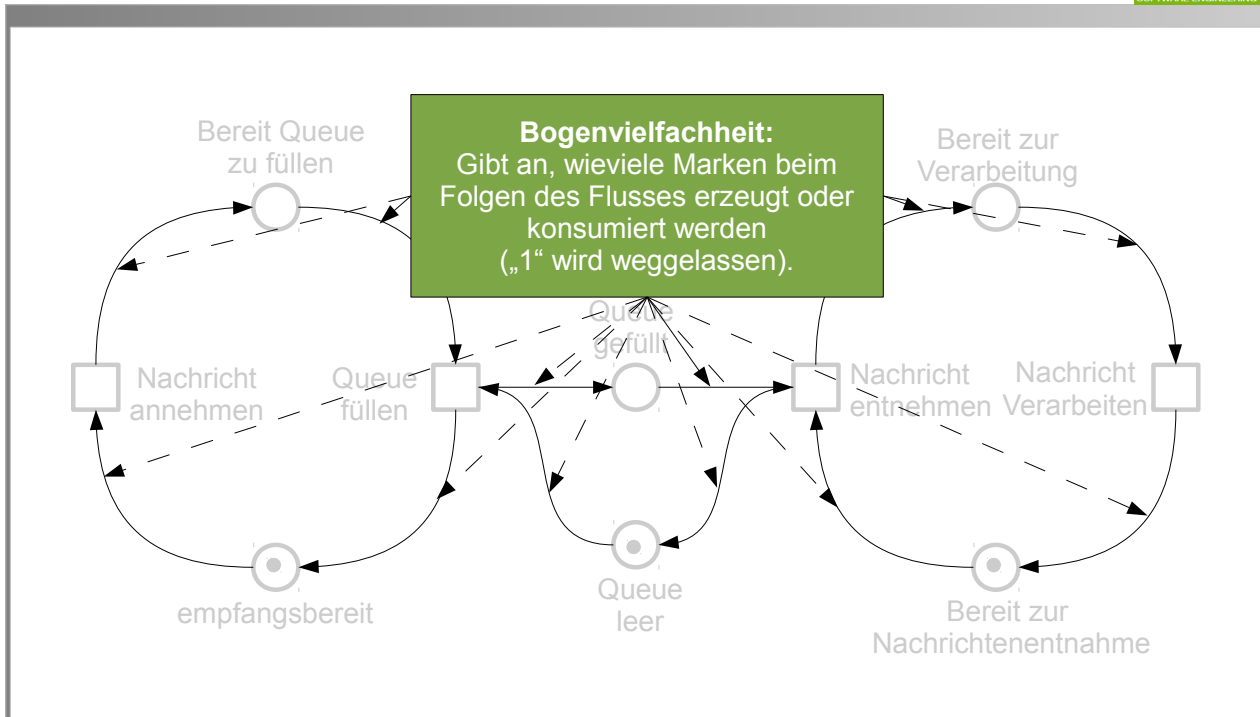 SOFTWARE ENGINEERING
Bereit Queue
zu füllen
Bogenvielfachheit:
Gibt an, wieviele Marken beim
Folgen des Flusses erzeugt oder
konsumiert werden
(„1“ wird weggelassen).
Bereit zur
Verarbeitung
Queue
gefüllt
Nachricht
annehmen
Queue
füllen
Nachricht
entnehmen
Nachricht
Verarbeiten
empfangsbereit
Queue
leer
Bereit zur
Nachrichtenentnahme